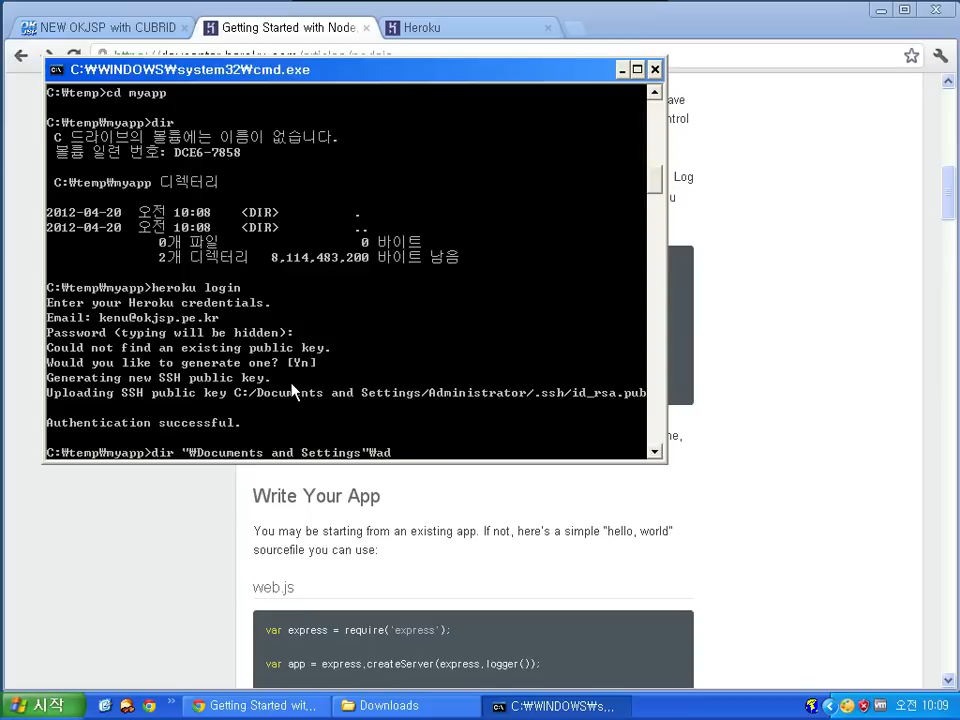 NEW OKJSP with CUBRID
Getting Started with Node.
Heroku
C:₩WINDOWS₩system32₩cmd.exe
C:₩temp>cd myapp
C:₩temp₩myapp>dir
C 드라이브의 볼륨에는 이름이 없습니다.
볼륨 일련 번호: DCE6-7858
C:₩temp₩myapp 디렉터리
2012-04-20 오전 10:08 <DIR> .
2012-04-20 오전 10:08 <DIR> ..
0개 파일 0 바이트
2개 디렉터리 8,114,483,200 바이트 남음
C:₩temp₩myapp>heroku login
Enter your Heroku credentials.
Email: kenu@okjsp.pe.kr
Password (typing will be hidden):
Could not find an existing public key.
Would you like to generate one? [Yn]
Generating new SSH public key.
Uploading SSH public key C:/Documents and Settings/Administrator/.ssh/id_rsa.pub
Authentication successful.
C:₩temp₩myapp>dir "₩Documents and Settings"₩ad
ave
ntrol
Log
u
ne,
Write Your App
You may be starting from an existing app. If not, here's a simple "hello, world"
sourcefile you can use:
web.js
var express = require('express');
var app = express.createServer(express.logger());
시작
Getting Started wit...
Downloads
C:₩WINDOWS₩s...
오전 10:09